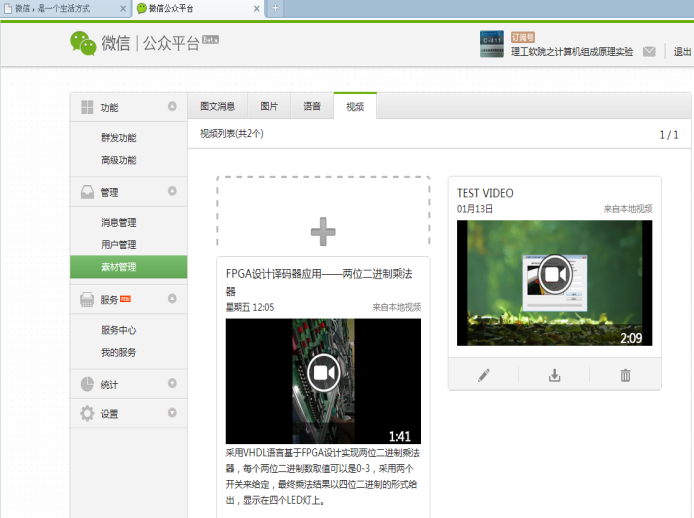 微信，是一个生活方式
微信公众平台
微信 | 公众平台 Beta
订阅号
理工软院之计算机组成原理实验
退出
功能
群发功能
高级功能
管理
消息管理
用户管理
素材管理
服务
服务中心
我的服务
统计
设置
图文消息 图片 语音 视频
视频列表(共2个)
1 / 1
FPGA设计译码器应用——两位二进制乘法
器
星期五 12:05 来自本地视频
1:41
采用VHDL语言基于FPGA设计实现两位二进制乘法
器，每个两位二进制数取值可以是0-3，采用两个
开关来给定，最终乘法结果以四位二进制的形式给
出，显示在四个LED灯上。
TEST VIDEO
01月13日 来自本地视频
2:09